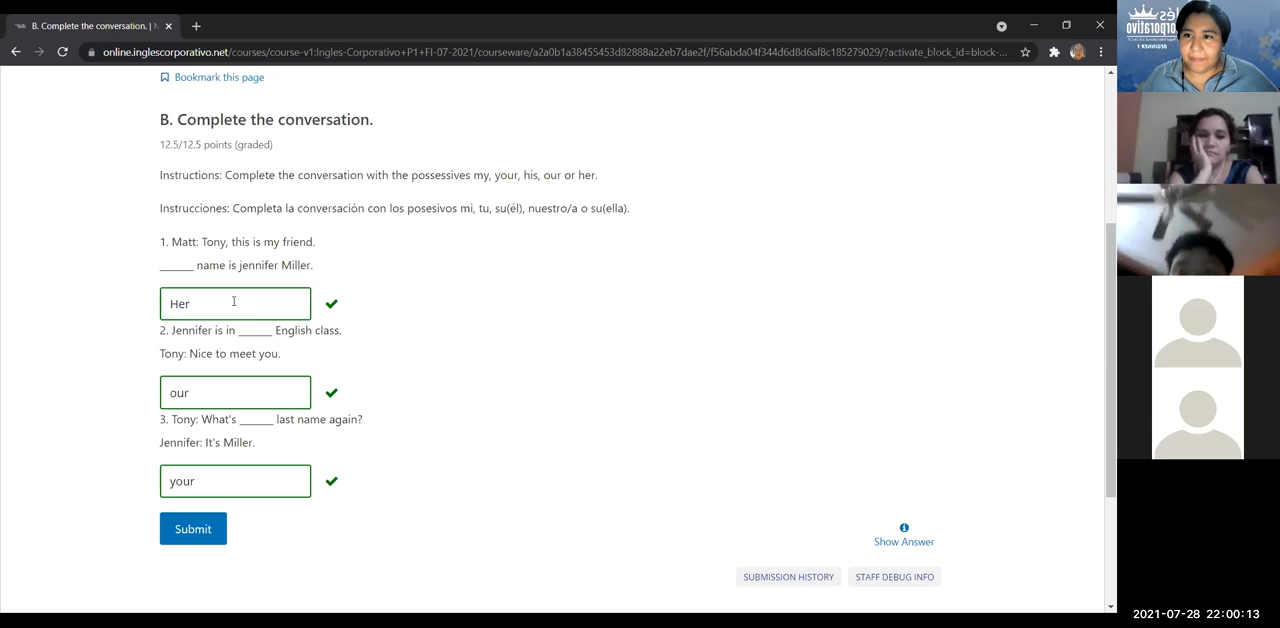 B. Complete the conversation. |
online.inglescorporativo.net/courses/course-v1:Ingles-Corporativo+P1+FI-07-2021/courseware/a2a0b1a38455453d82888a22eb7dae2f/f56abda04f344d6d8d6af8c185279029/?activate_block_id=block-...
Bookmark this page
B. Complete the conversation.
12.5/12.5 points (graded)
Instructions: Complete the conversation with the possessives my, your, his, our or her.
Instrucciones: Completa la conversación con los posesivos mi, tu, su(él), nuestro/a o su(ella).
1. Matt: Tony, this is my friend.
______ name is jennifer Miller.
Her
2. Jennifer is in ______ English class.
Tony: Nice to meet you.
our
3. Tony: What's ______ last name again?
Jennifer: It's Miller.
your
Submit
Show Answer
SUBMISSION HISTORY
STAFF DEBUG INFO
2021-07-28 22:00:13